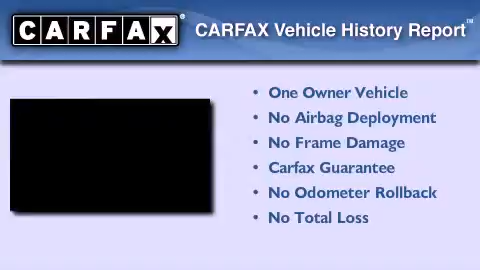 CARFAX® CARFAX Vehicle History Report™
• One Owner Vehicle
• No Airbag Deployment
• No Frame Damage
• Carfax Guarantee
• No Odometer Rollback
• No Total Loss